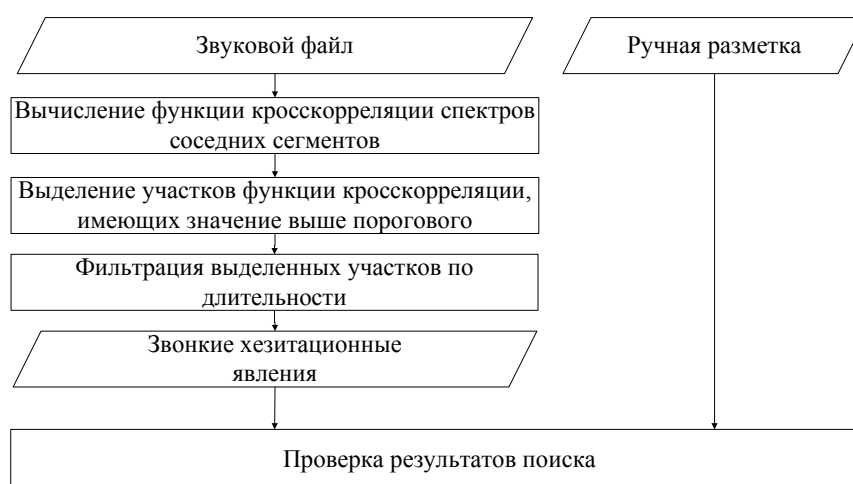 Звуковой файл
Ручная разметка
Вычисление функции кросскорреляции спектров
соседних сегментов
Выделение участков функции кросскорреляции,
имеющих значение выше порогового
Фильтрация выделенных участков по
длительности
Звонкие хезитационные
явления
Проверка результатов поиска